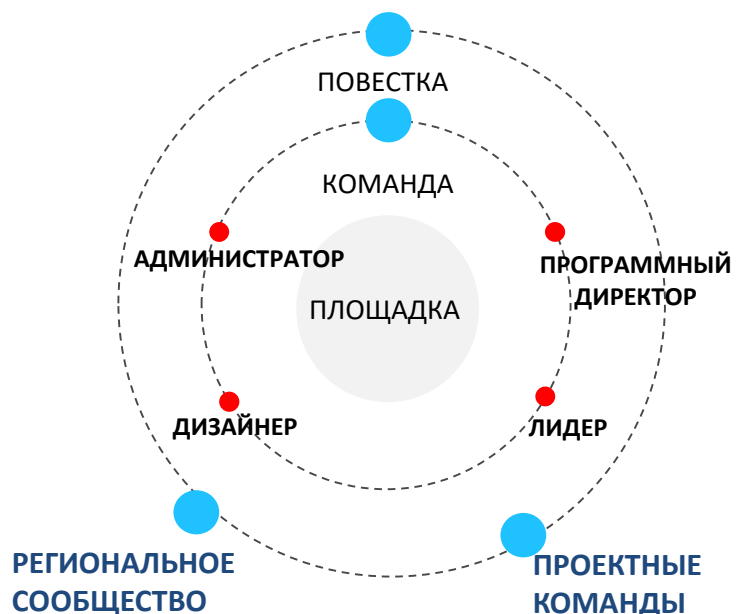 ПОВЕСТКА
КОМАНДА
АДМИНИСТРАТОР
ПРОГРАММНЫЙ
ДИРЕКТОР
ПЛОЩАДКА
ДИЗАЙНЕР
ЛИДЕР
РЕГИОНАЛЬНОЕ
СООБЩЕСТВО
ПРОЕКТНЫЕ
КОМАНДЫ